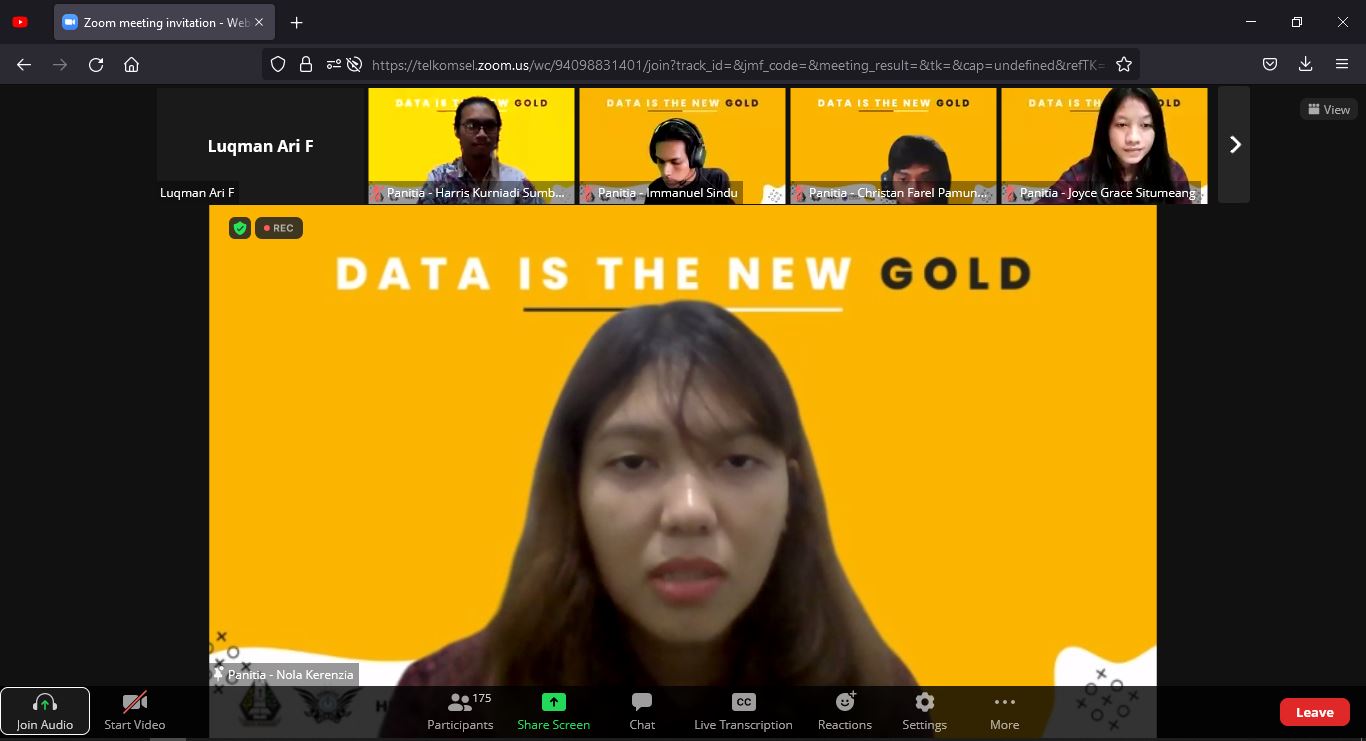 Zoom meeting invitation - Web
https://telkomsel.zoom.us/wc/94098831401/join?track_id=&jmf_code=&meeting_result=&tk=&cap=undefined&refTK=
Luqman Ari F
Luqman Ari F
DATA IS THE NEW GOLD
Panitia - Harris Kurniadi Sumb...
DATA IS THE NEW GOLD
Panitia - Immanuel Sindu
DATA IS THE NEW GOLD
Panitia - Christan Farel Pamun...
DATA IS THE GOLD
Panitia - Joyce Grace Situmeang
View
REC
DATA IS THE NEW GOLD
Panitia - Nola Kerenzia
Join Audio
Start Video
Participants
175
Share Screen
Chat
CC
Live Transcription
Reactions
Settings
More
Leave